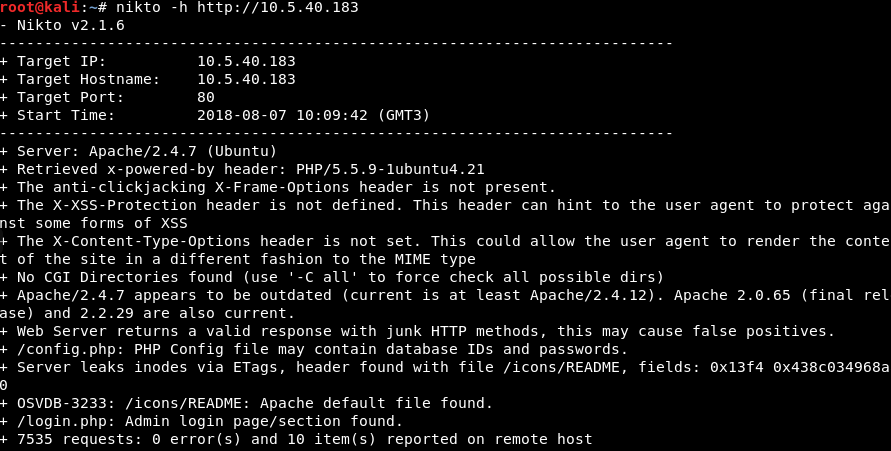 root@kali:~# nikto -h http://10.5.40.183
- Nikto v2.1.6
---------------------------------------------------------------------------
+ Target IP:          10.5.40.183
+ Target Hostname:    10.5.40.183
+ Target Port:        80
+ Start Time:         2018-08-07 10:09:42 (GMT3)
---------------------------------------------------------------------------
+ Server: Apache/2.4.7 (Ubuntu)
+ Retrieved x-powered-by header: PHP/5.5.9-1ubuntu4.21
+ The anti-clickjacking X-Frame-Options header is not present.
+ The X-XSS-Protection header is not defined. This header can hint to the user agent to protect aga
nst some forms of XSS
+ The X-Content-Type-Options header is not set. This could allow the user agent to render the conte
t of the site in a different fashion to the MIME type
+ No CGI Directories found (use '-C all' to force check all possible dirs)
+ Apache/2.4.7 appears to be outdated (current is at least Apache/2.4.12). Apache 2.0.65 (final rel
ase) and 2.2.29 are also current.
+ Web Server returns a valid response with junk HTTP methods, this may cause false positives.
+ /config.php: PHP Config file may contain database IDs and passwords.
+ Server leaks inodes via ETags, header found with file /icons/README, fields: 0x13f4 0x438c034968a
0
+ OSVDB-3233: /icons/README: Apache default file found.
+ /login.php: Admin login page/section found.
+ 7535 requests: 0 error(s) and 10 item(s) reported on remote host